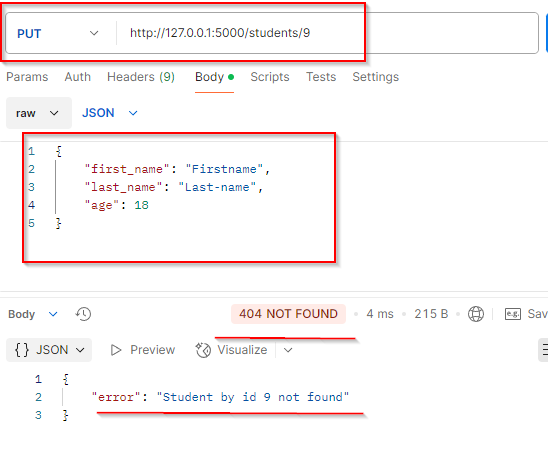 PUT http://127.0.0.1:5000/students/9
Params Auth Headers (9) Body Scripts Tests Settings
raw JSON
1 {
2 "first_name": "Firstname",
3 "last_name": "Last-name",
4 "age": 18
5 }
Body 404 NOT FOUND • 4 ms • 215 B • e.g. Sav
{} JSON Preview Visualize
1 {
2 "error": "Student by id 9 not found"
3 }